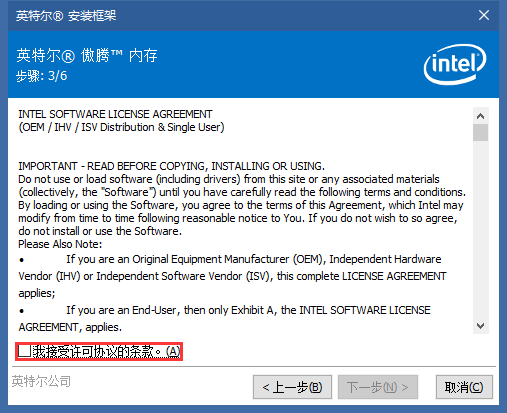 英特尔® 安装框架
英特尔® 傲腾™ 内存
步骤: 3/6
intel
INTEL SOFTWARE LICENSE AGREEMENT
(OEM / IHV / ISV Distribution & Single User)
IMPORTANT - READ BEFORE COPYING, INSTALLING OR USING.
Do not use or load software (including drivers) from this site or any associated materials
(collectively, the "Software") until you have carefully read the following terms and conditions.
By loading or using the Software, you agree to the terms of this Agreement, which Intel may
modify from time to time following reasonable notice to You. If you do not wish to so agree,
do not install or use the Software.
Please Also Note:
• If you are an Original Equipment Manufacturer (OEM), Independent Hardware
Vendor (IHV) or Independent Software Vendor (ISV), this complete LICENSE AGREEMENT
applies;
• If you are an End-User, then only Exhibit A, the INTEL SOFTWARE LICENSE
AGREEMENT, applies.
我接受许可协议的条款。(A)
英特尔公司
< 上一步(B)
下一步(N) >
取消(C)